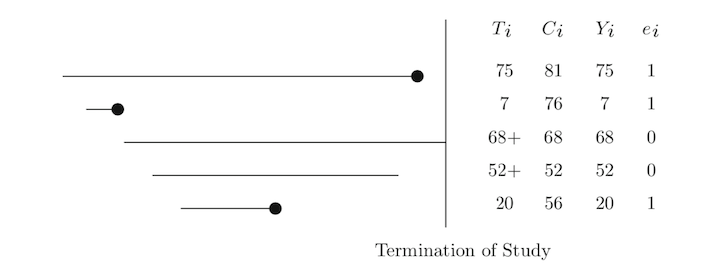 Ti Ci Yi ei
75 81 75 1
7 76 7 1
68+ 68 68 0
52+ 52 52 0
20 56 20 1
Termination of Study